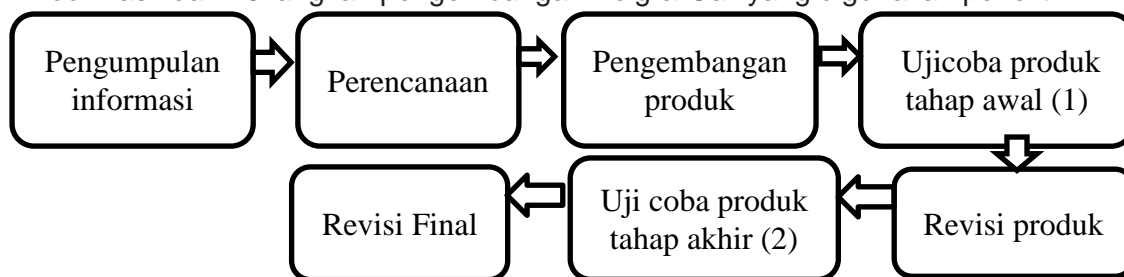 Pengumpulan
informasi
Perencanaan
Pengembangan
produk
Ujicoba produk
tahap awal (1)
Revisi produk
Uji coba produk
tahap akhir (2)
Revisi Final